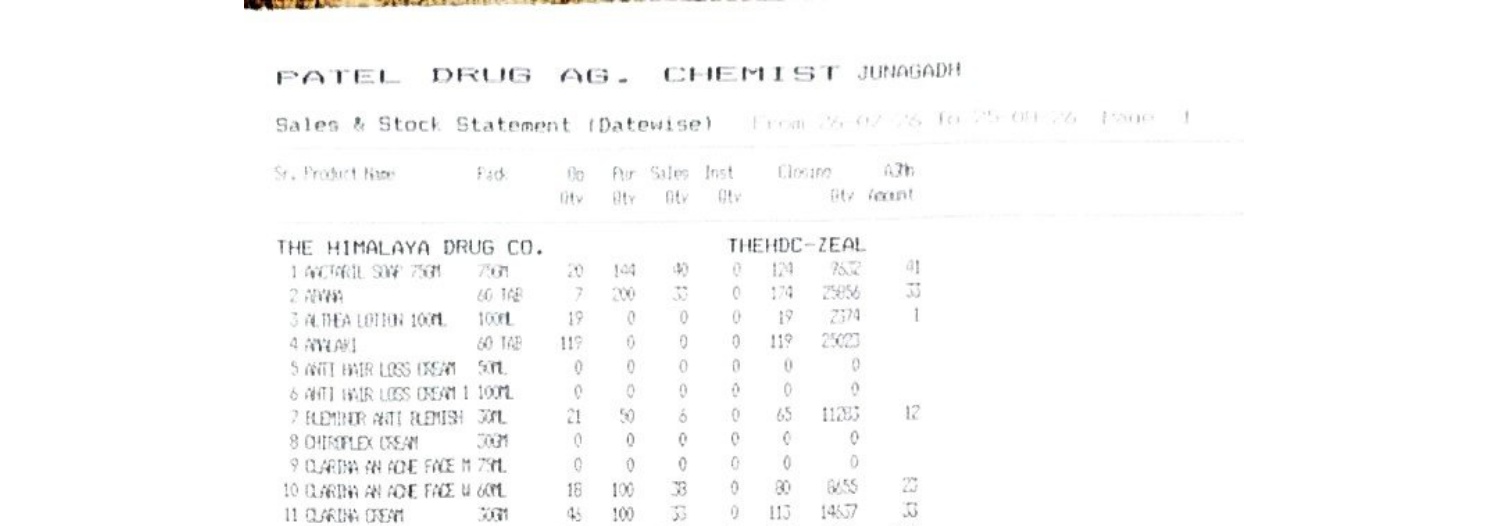 PATEL DRUG AG. CHEMIST JUNAGADH
Sales & Stock Statement (Datewise) From To Page 1
Sr. Product Name Pack Op Pur Sales Inst Closing
Qty Qty Qty Qty Qty Amount
THE HIMALAYA DRUG CO. THEHDC-ZEAL
1 SOAP 75GM 75GM 20 144 40 0 124 9632 41
2 60 TAB 7 200 33 0 174 25856 33
3 ALTHEA LOTION 100ML 100ML 19 0 0 0 19 2374 1
4 60 TAB 119 0 0 0 119 25023
5 ANTI HAIR LOSS CREAM 50ML 0 0 0 0 0 0
6 ANTI HAIR LOSS CREAM 1 100ML 0 0 0 0 0 0
7 BLEMINOR ANTI BLEMISH 30ML 21 50 6 0 65 11283 12
8 CHIROPLEX CREAM 30GM 0 0 0 0 0 0
9 CLARINA AN ACNE FACE M 75ML 0 0 0 0 0 0
10 CLARINA AN ACNE FACE W 60ML 18 100 38 0 80 8655 23
11 CLARINA CREAM 30GM 46 100 33 0 113 14637 33